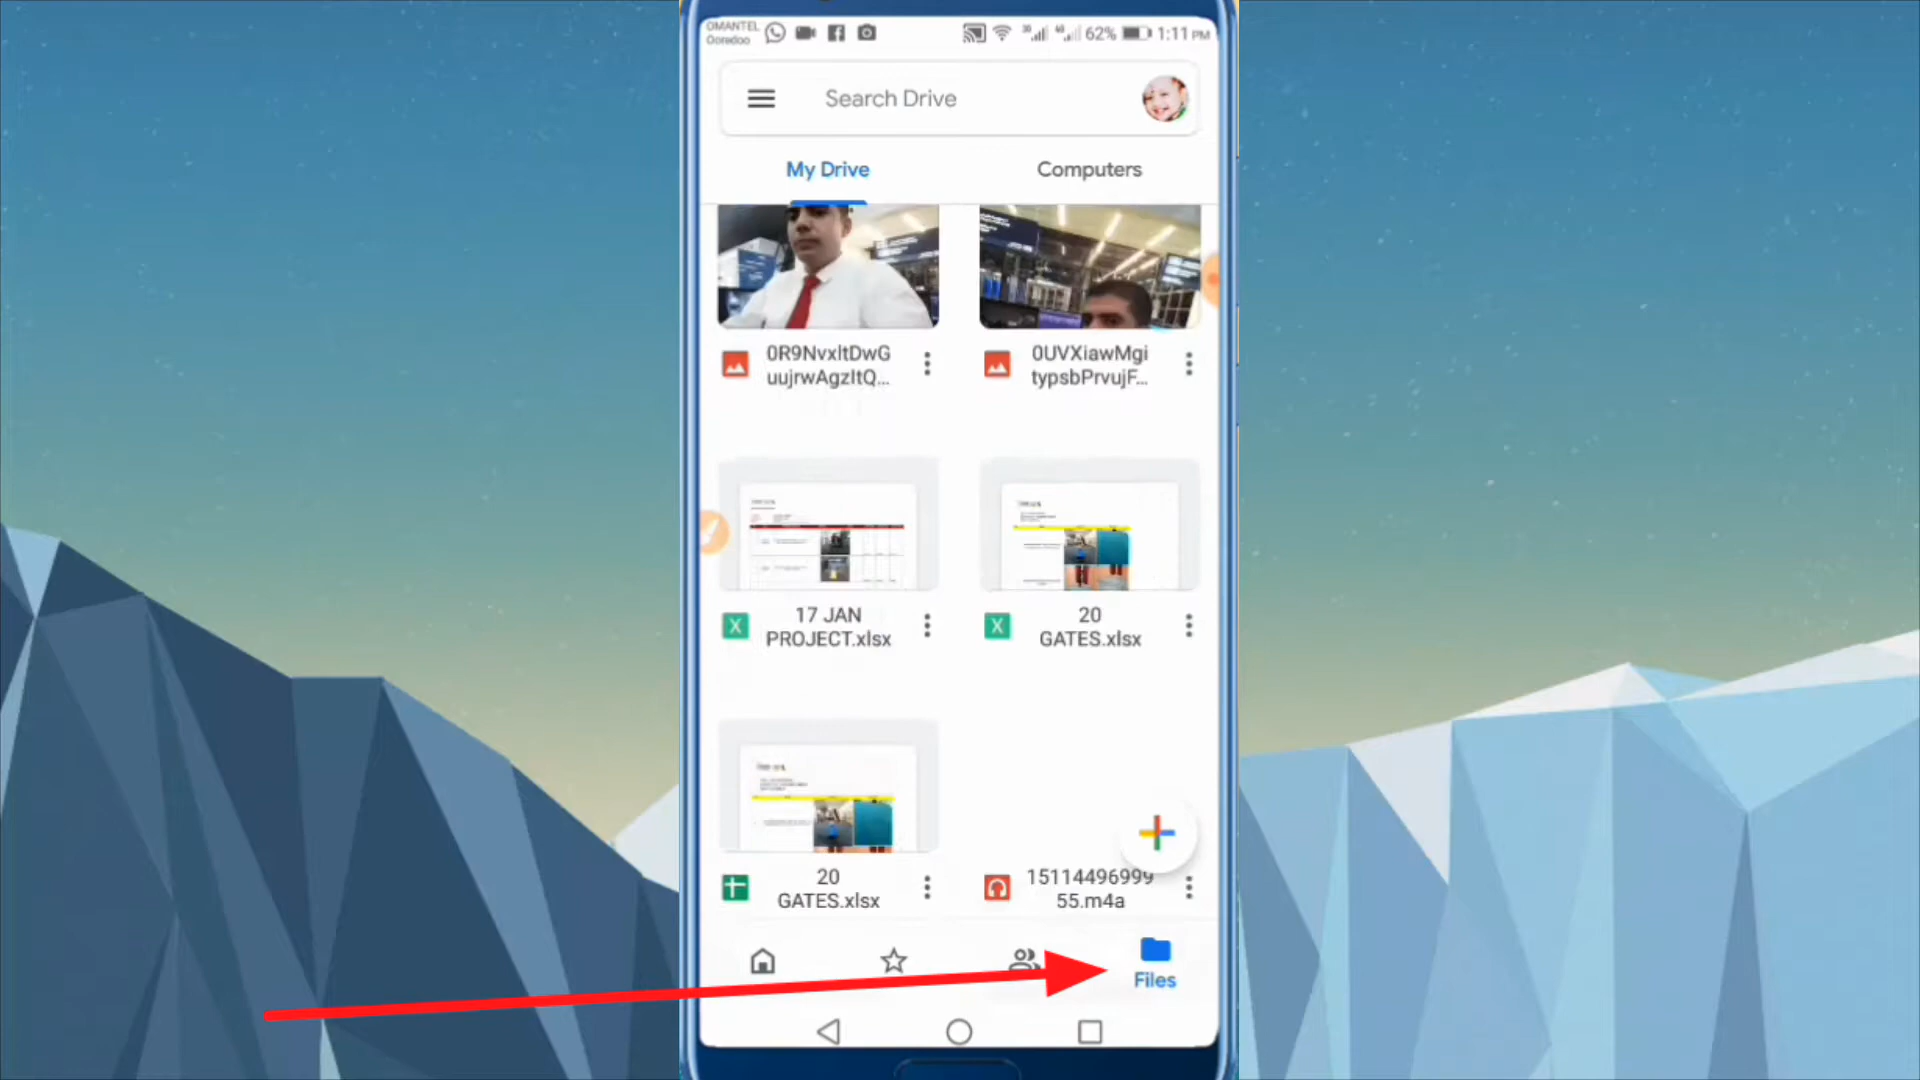 OMANTEL
Ooredoo
62% 1:11 PM
Search Drive
My Drive Computers
0R9NvxltDwG
uujrwAgzltQ...
0UVXiawMgi
typsbPrvujF...
17 JAN
PROJECT.xlsx
20
GATES.xlsx
20
GATES.xlsx
15114496999
55.m4a
Files